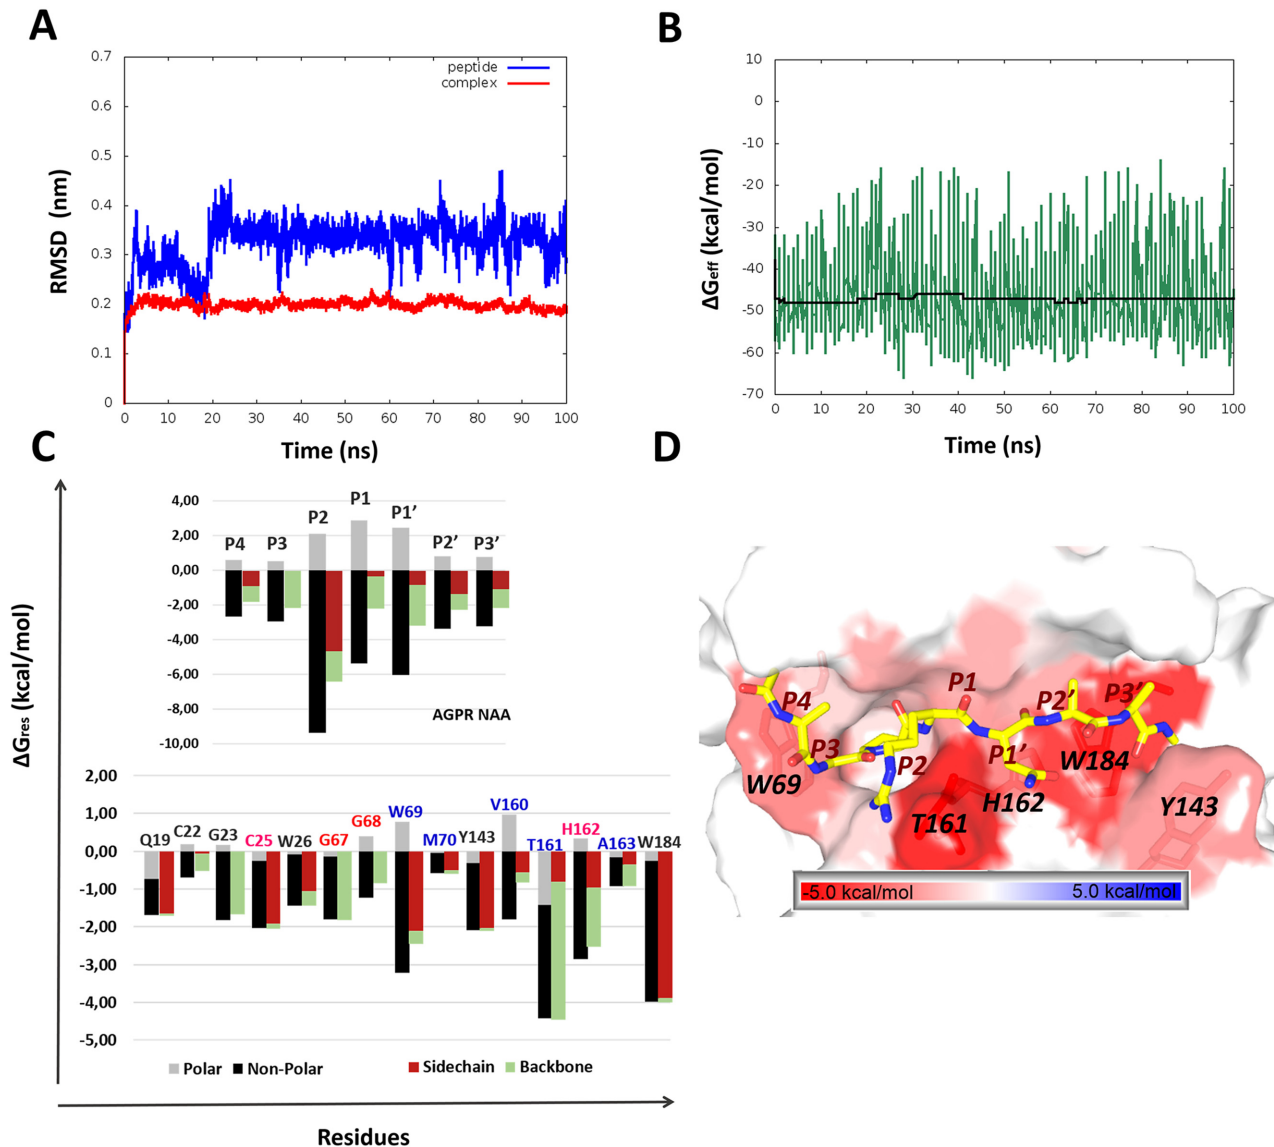 A
0.7
0.6
0.5
0.4
0.3
0.2
0.1
0
peptide
complex
RMSD (nm)
0 10 20 30 40 50 60 70 80 90 100
Time (ns)
B
10
0
-10
-20
-30
-40
-50
-60
-70
ΔGeff (kcal/mol)
0 10 20 30 40 50 60 70 80 90 100
Time (ns)
C
ΔGres (kcal/mol)
4,00
2,00
0,00
-2,00
-4,00
-6,00
-8,00
-10,00
P4 P3 P2 P1 P1’ P2’ P3’
AGPR NAA
2,00
1,00
0,00
-1,00
-2,00
-3,00
-4,00
-5,00
Q19 C22 G23 C25 W26 G67 G68 W69 M70 Y143 V160 T161 H162 A163 W184
Polar Non-Polar Sidechain Backbone
Residues
D
P4 P3 P2 P1 P1’ P2’ P3’
W69 T161 H162 W184 Y143
-5.0 kcal/mol 5.0 kcal/mol